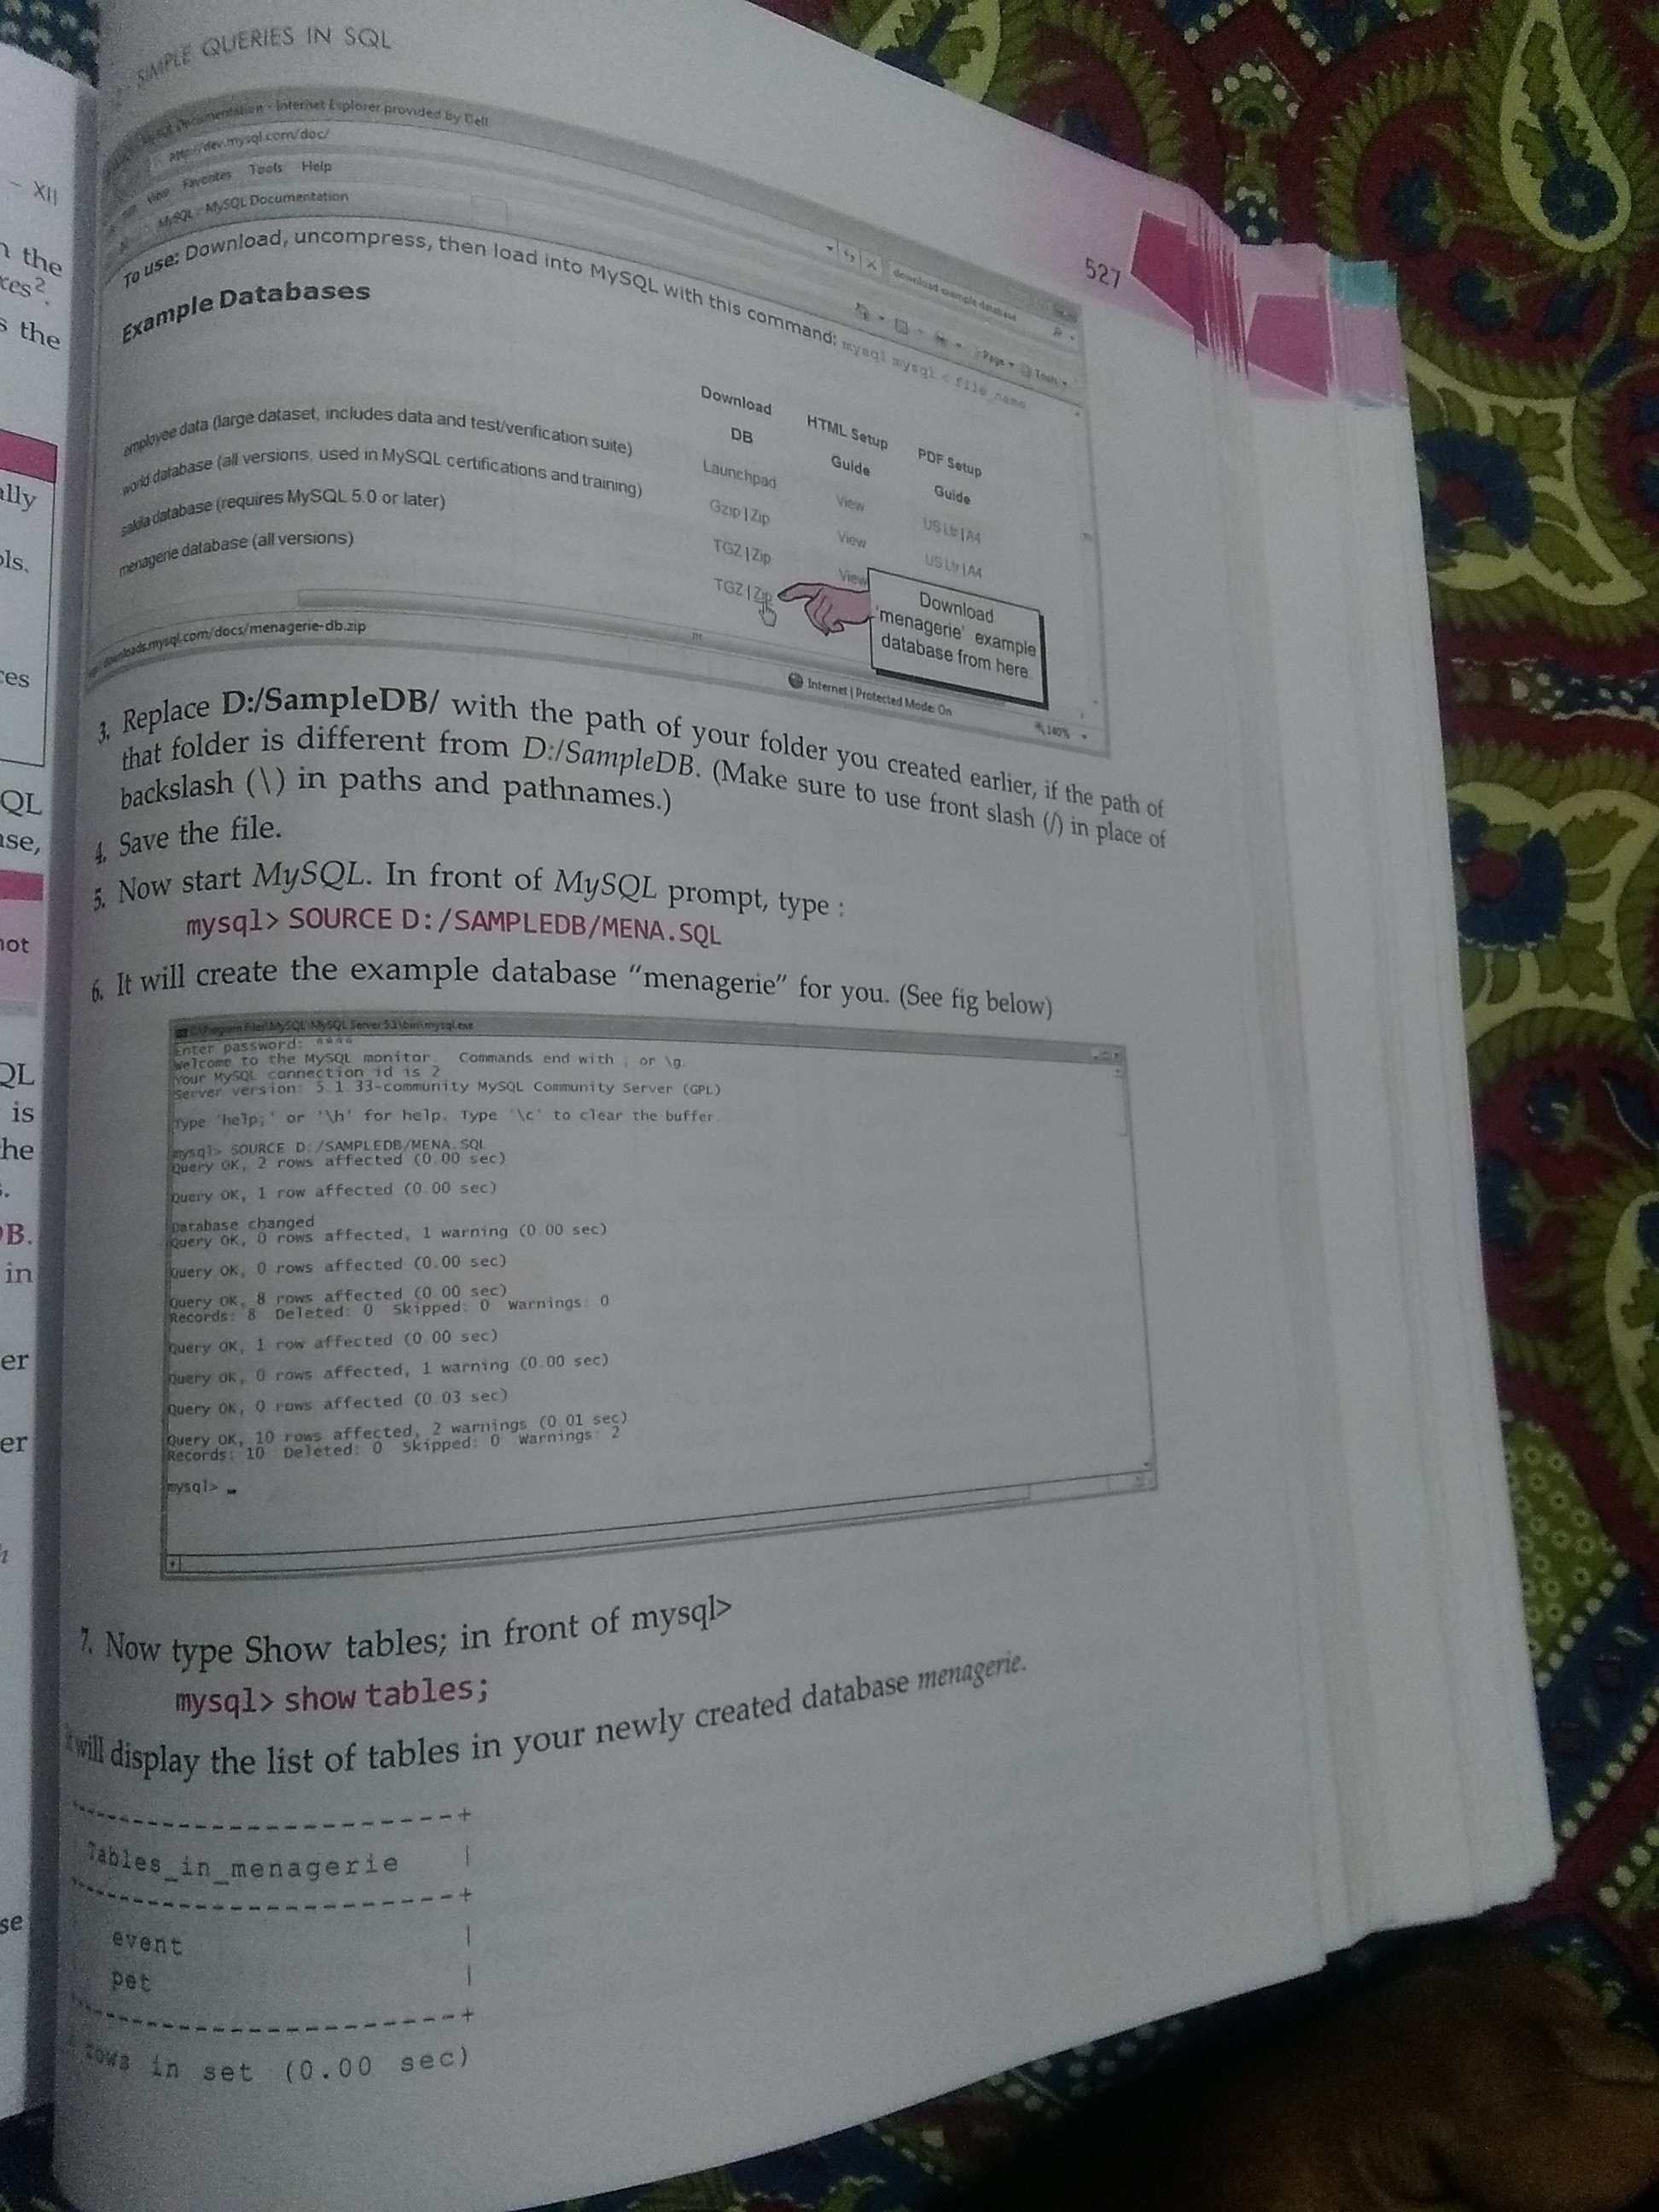 SIMPLE QUERIES IN SQL
527
MySQL Documentation - Internet Explorer provided by Dell
http://dev.mysql.com/doc/
download example database
View Favorites Tools Help
MySQL - MySQL Documentation
Page Tools
To use: Download, uncompress, then load into MySQL with this command: mysql mysql < file_name
Example Databases
Download DB HTML Setup Guide PDF Setup Guide
employee data (large dataset, includes data and test/verification suite) Launchpad View US Ltr | A4
world database (all versions, used in MySQL certifications and training) Gzip | Zip View US Ltr | A4
sakila database (requires MySQL 5.0 or later) TGZ | Zip View
menagerie database (all versions) TGZ | Zip
Download
'menagerie' example
database from here
downloads.mysql.com/docs/menagerie-db.zip
Internet | Protected Mode: On
140%
3. Replace D:/SampleDB/ with the path of your folder you created earlier, if the path of
that folder is different from D:/SampleDB. (Make sure to use front slash (/) in place of
backslash (\) in paths and pathnames.)
4. Save the file.
5. Now start MySQL. In front of MySQL prompt, type :
mysql> SOURCE D:/SAMPLEDB/MENA.SQL
6. It will create the example database "menagerie" for you. (See fig below)
C:\Program Files\MySQL\MySQL Server 5.1\bin\mysql.exe
Enter password: ****
Welcome to the MySQL monitor. Commands end with ; or \g.
Your MySQL connection id is 2
Server version: 5.1.33-community MySQL Community Server (GPL)
Type 'help;' or '\h' for help. Type '\c' to clear the buffer.
mysql> SOURCE D:/SAMPLEDB/MENA.SQL
Query OK, 2 rows affected (0.00 sec)
Query OK, 1 row affected (0.00 sec)
Database changed
Query OK, 0 rows affected, 1 warning (0.00 sec)
Query OK, 0 rows affected (0.00 sec)
Query OK, 8 rows affected (0.00 sec)
Records: 8 Deleted: 0 Skipped: 0 Warnings: 0
Query OK, 1 row affected (0.00 sec)
Query OK, 0 rows affected, 1 warning (0.00 sec)
Query OK, 0 rows affected (0.03 sec)
Query OK, 10 rows affected, 2 warnings (0.01 sec)
Records: 10 Deleted: 0 Skipped: 0 Warnings: 2
mysql>
7. Now type Show tables; in front of mysql>
mysql> show tables;
It will display the list of tables in your newly created database menagerie.
--------------------+
Tables_in_menagerie |
--------------------+
event |
pet |
--------------------+
rows in set (0.00 sec)